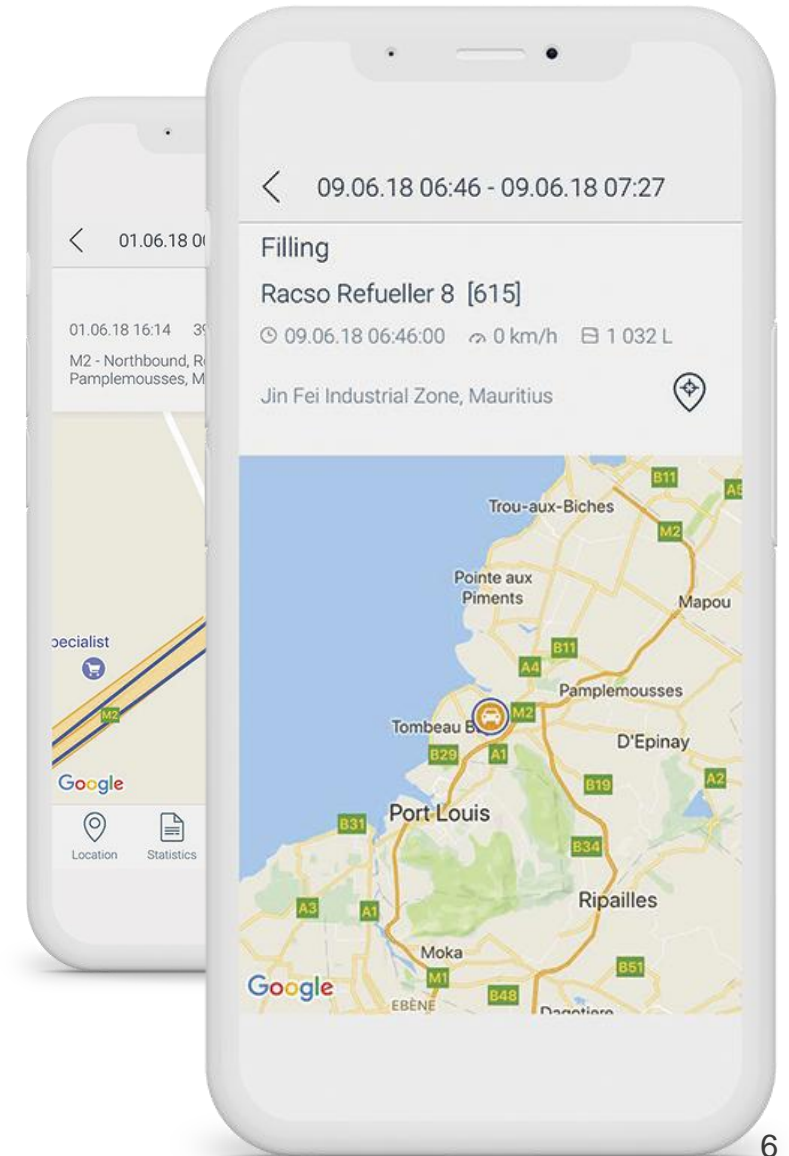 01.06.18 0
01.06.18 16:14 39
M2 - Northbound, R
Pamplemousses, M
pecialist
M2
Google
Location Statistics
09.06.18 06:46 - 09.06.18 07:27
Filling
Racso Refueller 8 [615]
09.06.18 06:46:00 0 km/h 1 032 L
Jin Fei Industrial Zone, Mauritius
B11
A5
Trou-aux-Biches
M2
Pointe aux
Piments
Mapou
B11
A4
Pamplemousses
M2
Tombeau B
D'Epinay
B29 A1
B19 A2
Port Louis
B31
B34
Ripailles
A3 A1
Moka
B51
M1
Google
B48
EBÈNE
Dagotiere
6